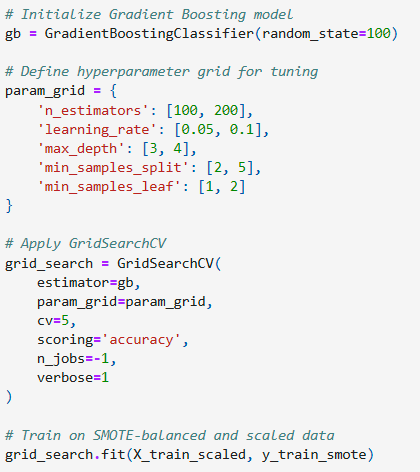 # Initialize Gradient Boosting model
gb = GradientBoostingClassifier(random_state=100)
# Define hyperparameter grid for tuning
param_grid = {
    'n_estimators': [100, 200],
    'learning_rate': [0.05, 0.1],
    'max_depth': [3, 4],
    'min_samples_split': [2, 5],
    'min_samples_leaf': [1, 2]
}
# Apply GridSearchCV
grid_search = GridSearchCV(
    estimator=gb,
    param_grid=param_grid,
    cv=5,
    scoring='accuracy',
    n_jobs=-1,
    verbose=1
)
# Train on SMOTE-balanced and scaled data
grid_search.fit(X_train_scaled, y_train_smote)